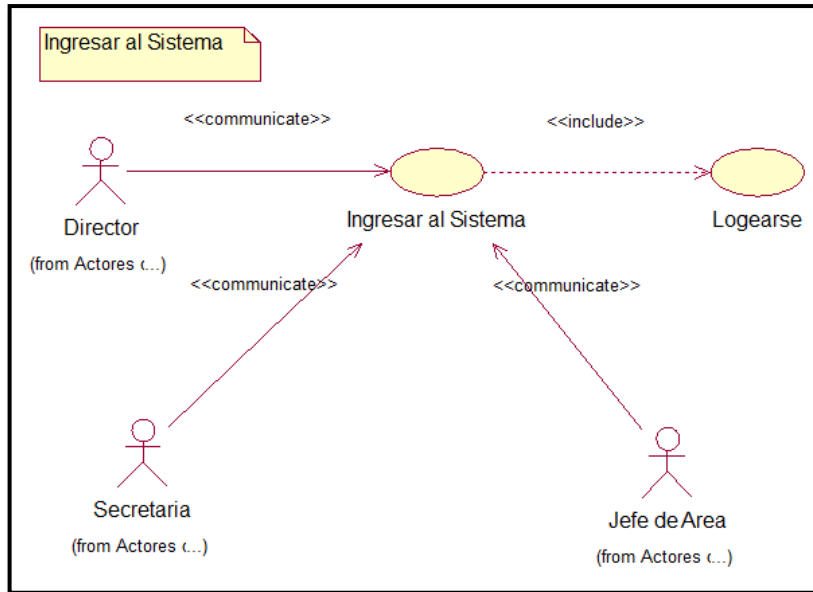 Ingresar al Sistema
<<communicate>>
<<include>>
Director
(from Actores ...)
Ingresar al Sistema
Logearse
<<communicate>>
<<communicate>>
Secretaria
(from Actores ...)
Jefe de Area
(from Actores ...)